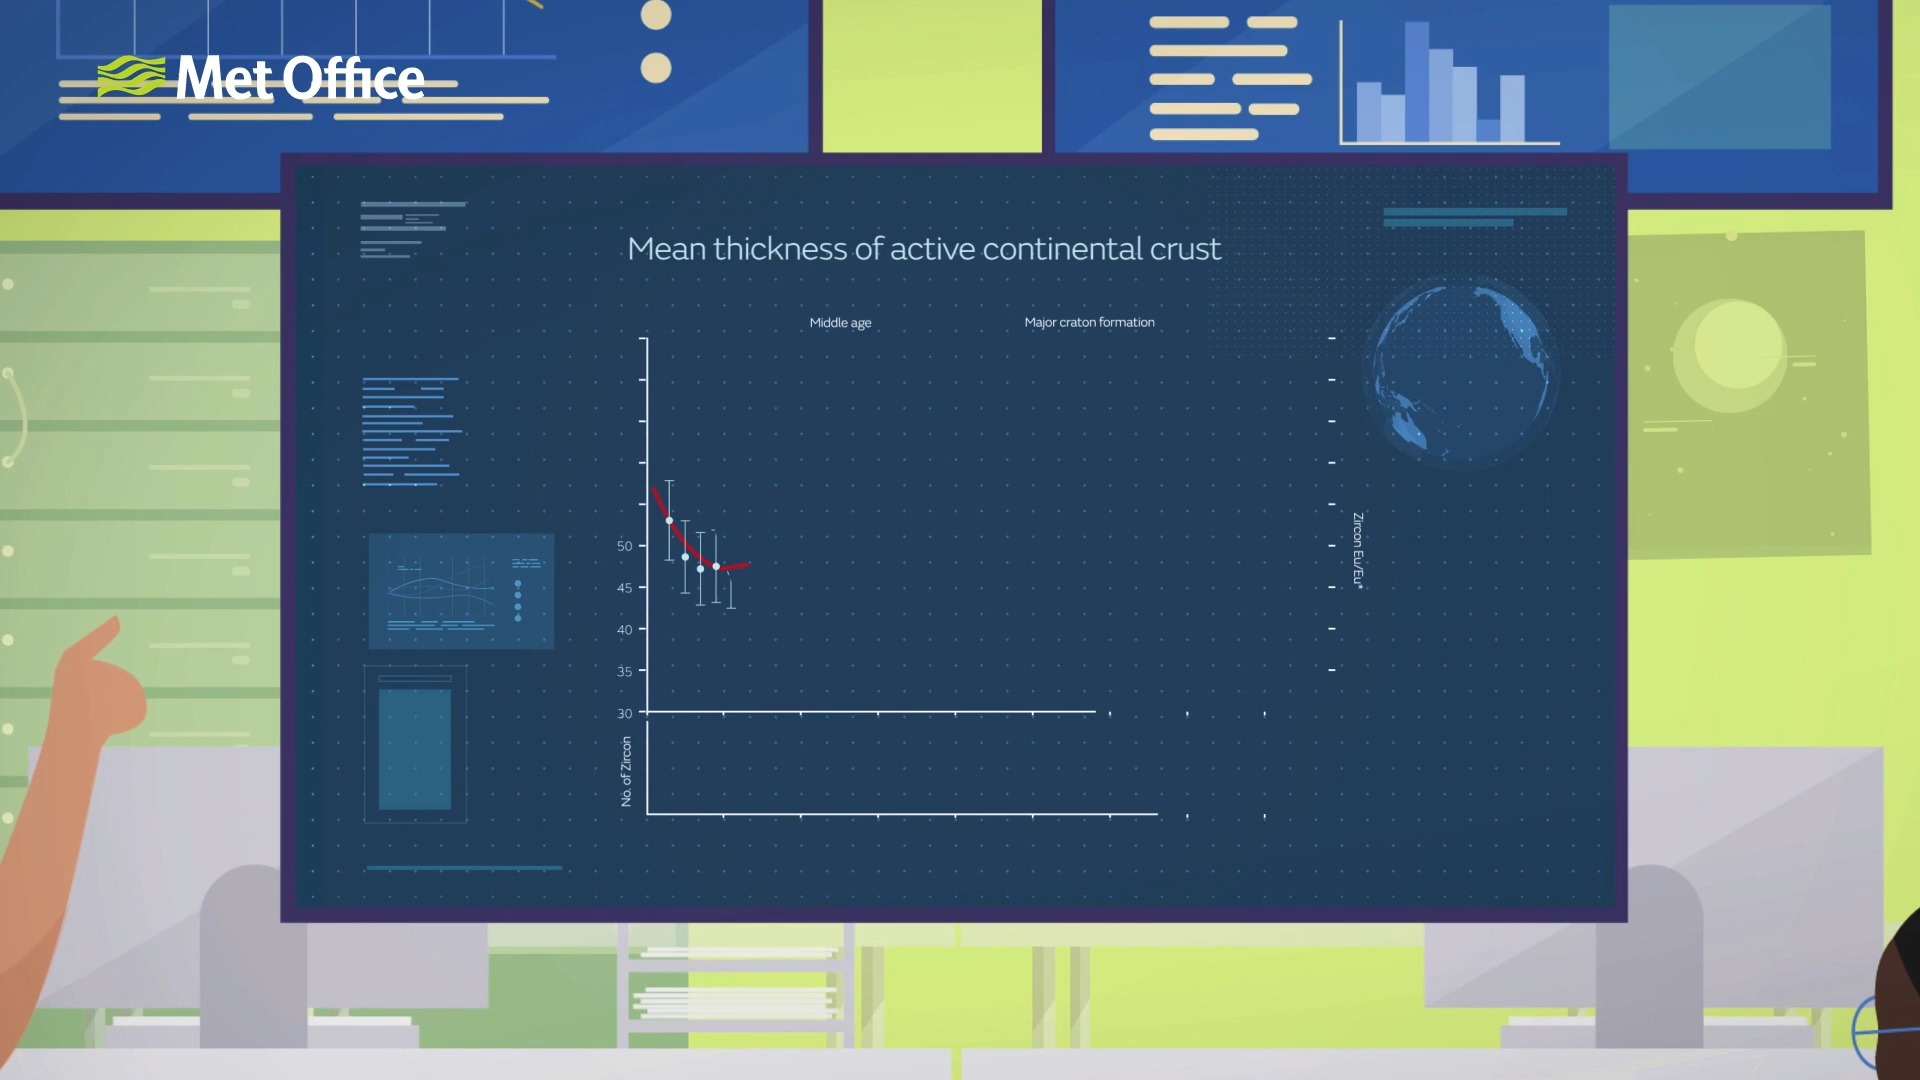 Met Office
Mean thickness of active continental crust
Middle age
Major craton formation
50
45
40
35
30
Zircon Eu/Eu*
No. of Zircon